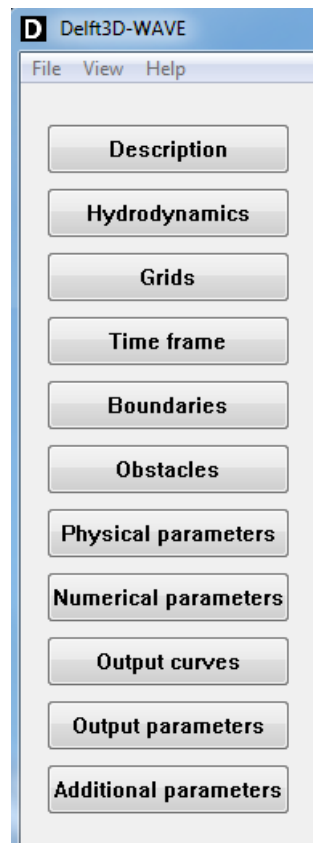 D Delft3D-WAVE
File View Help
Description
Hydrodynamics
Grids
Time frame
Boundaries
Obstacles
Physical parameters
Numerical parameters
Output curves
Output parameters
Additional parameters